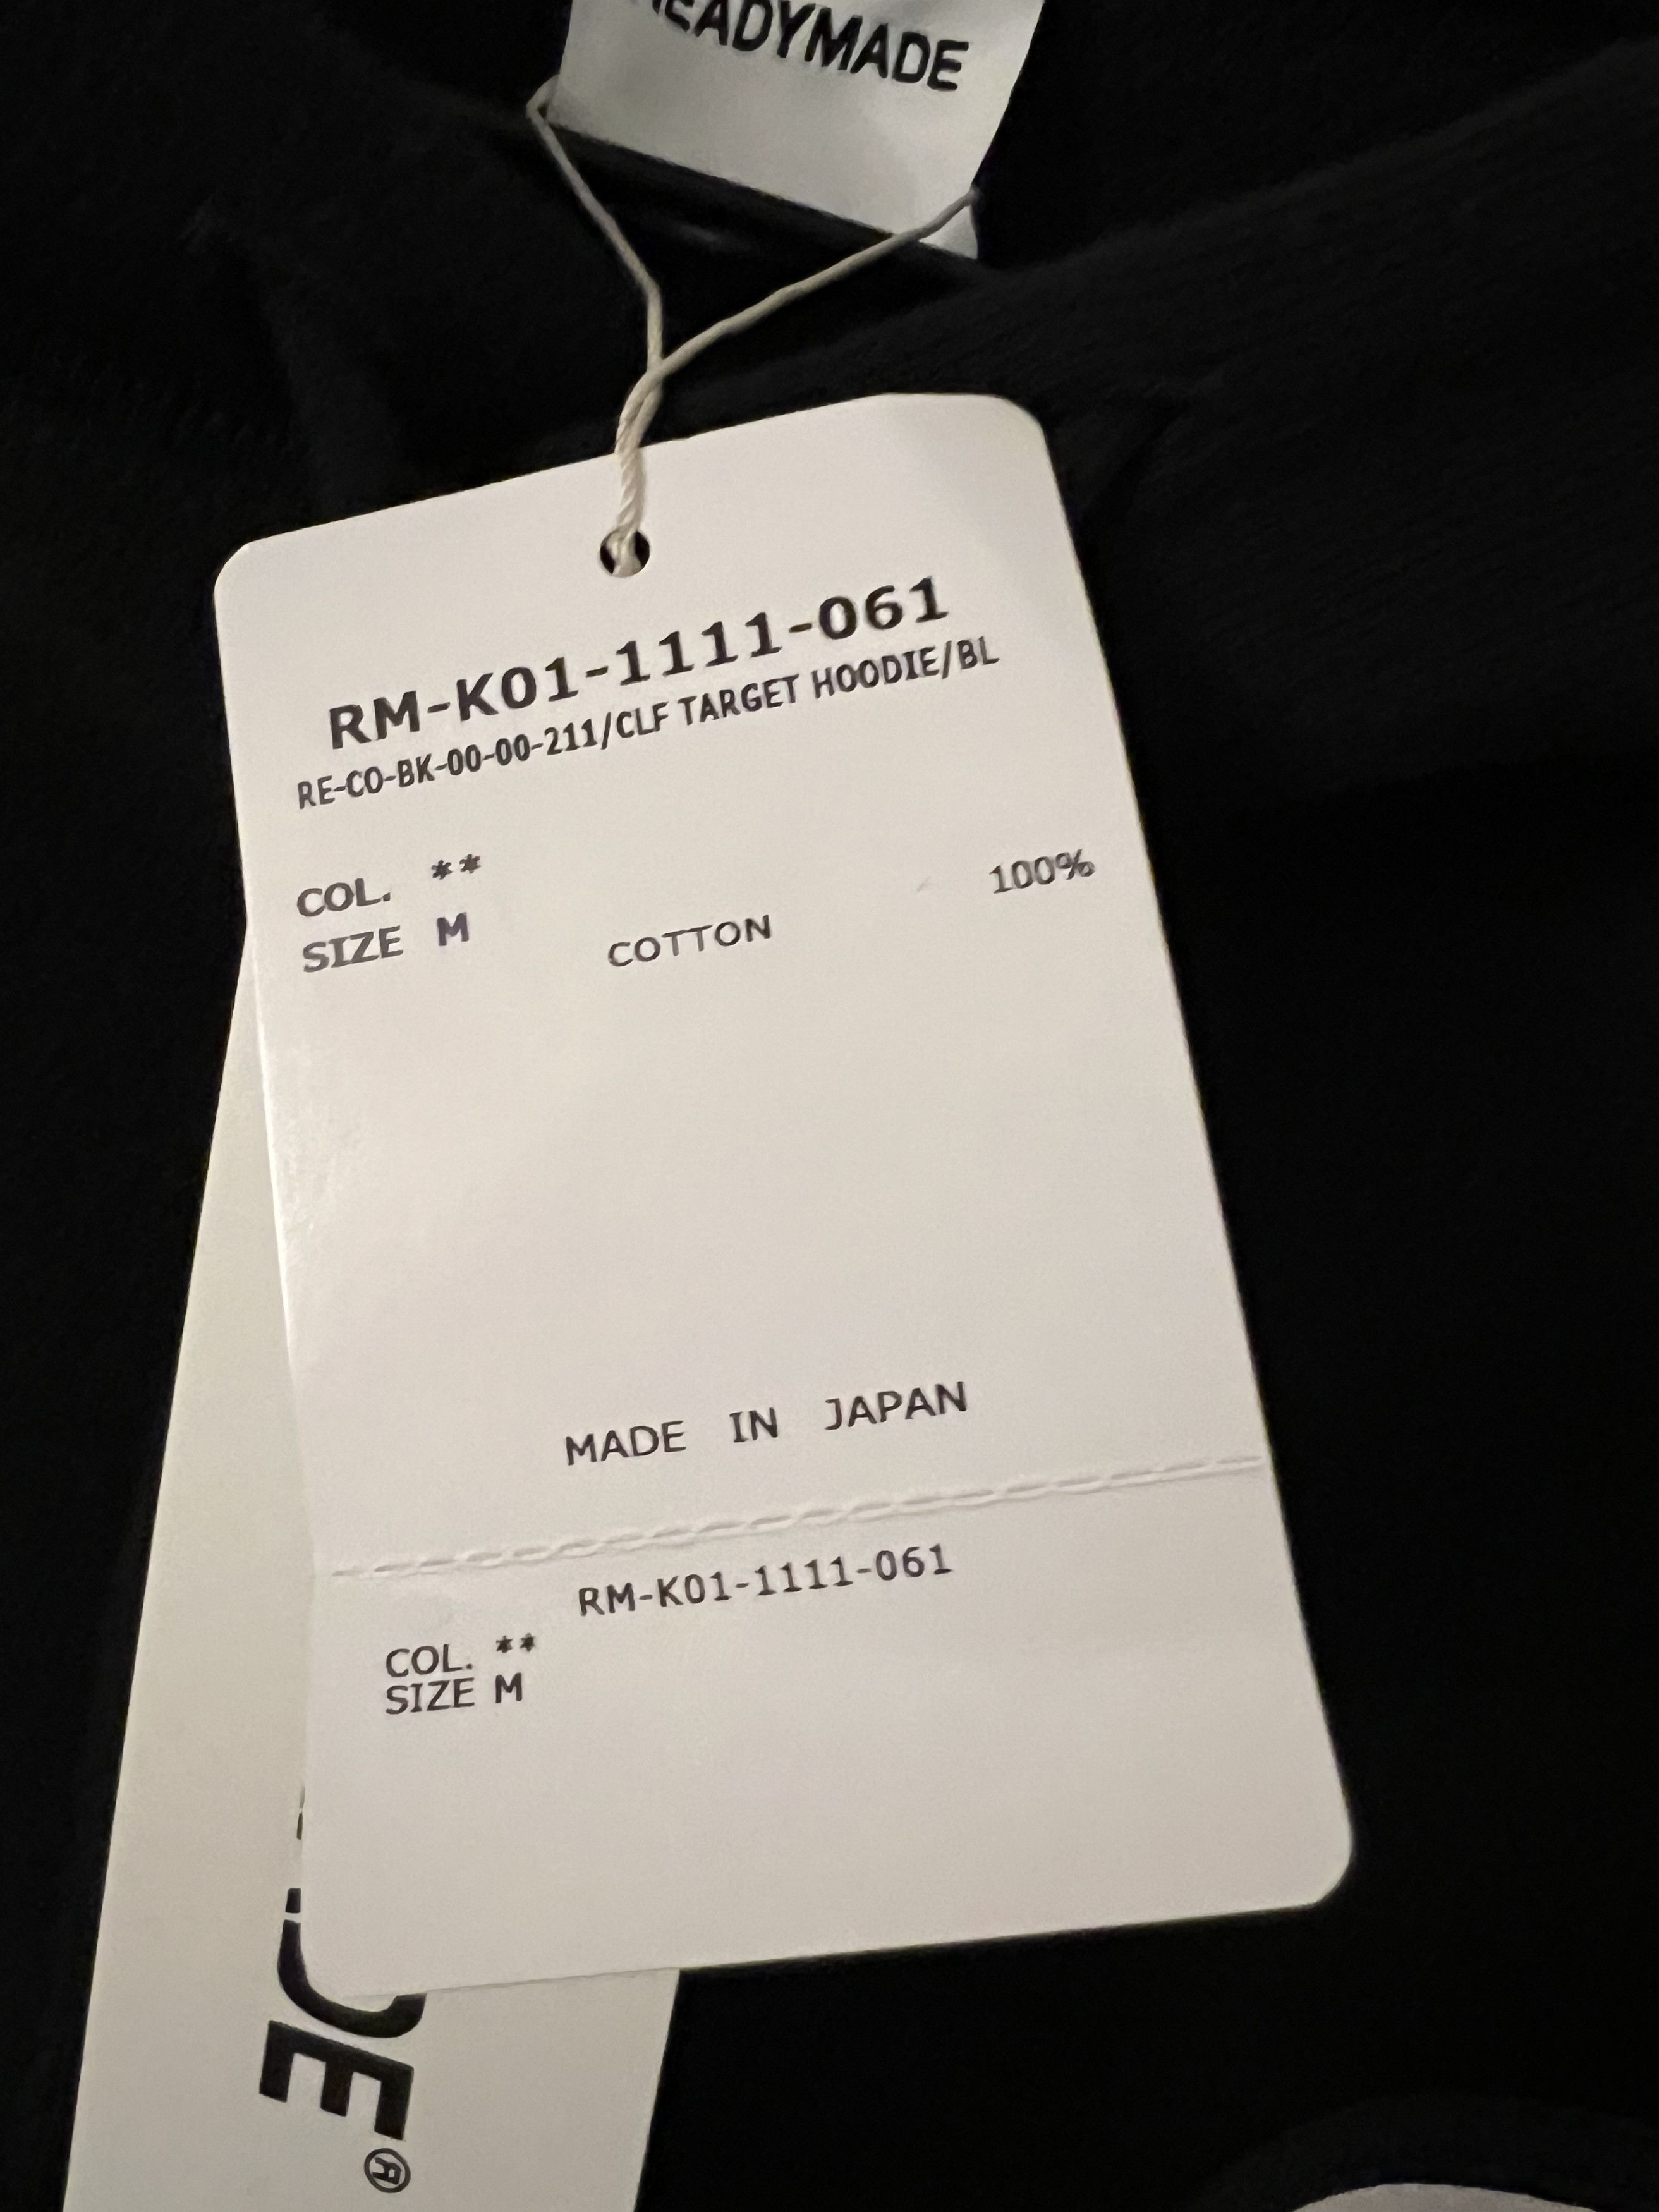 READYMADE
RM-K01-1111-061
RE-CO-BK-00-00-211/CLF TARGET HOODIE/BL
COL. **
SIZE M COTTON 100%
MADE IN JAPAN
RM-K01-1111-061
COL. **
SIZE M
DE®